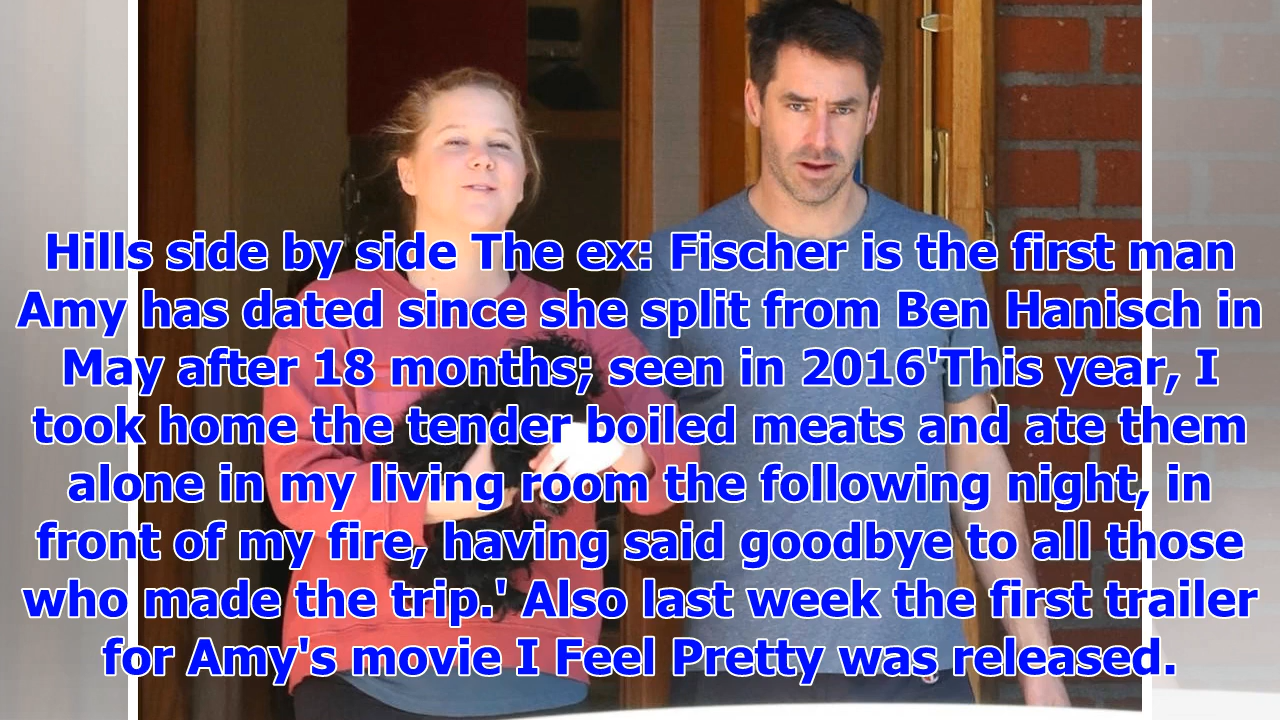 Hills side by side The ex: Fischer is the first man
Amy has dated since she split from Ben Hanisch in
May after 18 months; seen in 2016'This year, I
took home the tender boiled meats and ate them
alone in my living room the following night, in
front of my fire, having said goodbye to all those
who made the trip.' Also last week the first trailer
for Amy's movie I Feel Pretty was released.